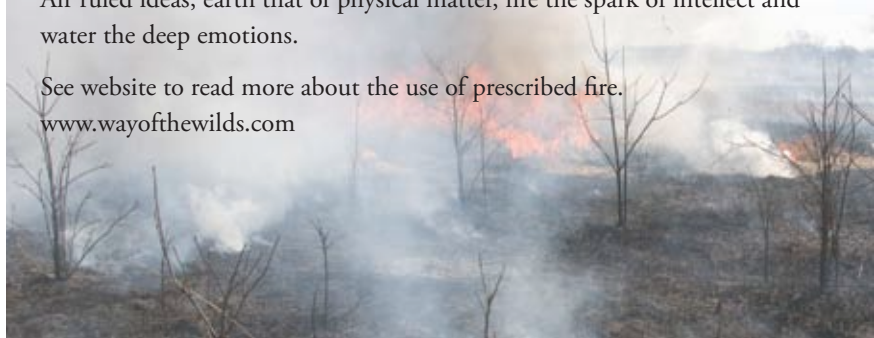 Air ruled ideas, earth that of physical matter, fire the spark of intellect and
water the deep emotions.
See website to read more about the use of prescribed fire.
www.wayofthewilds.com